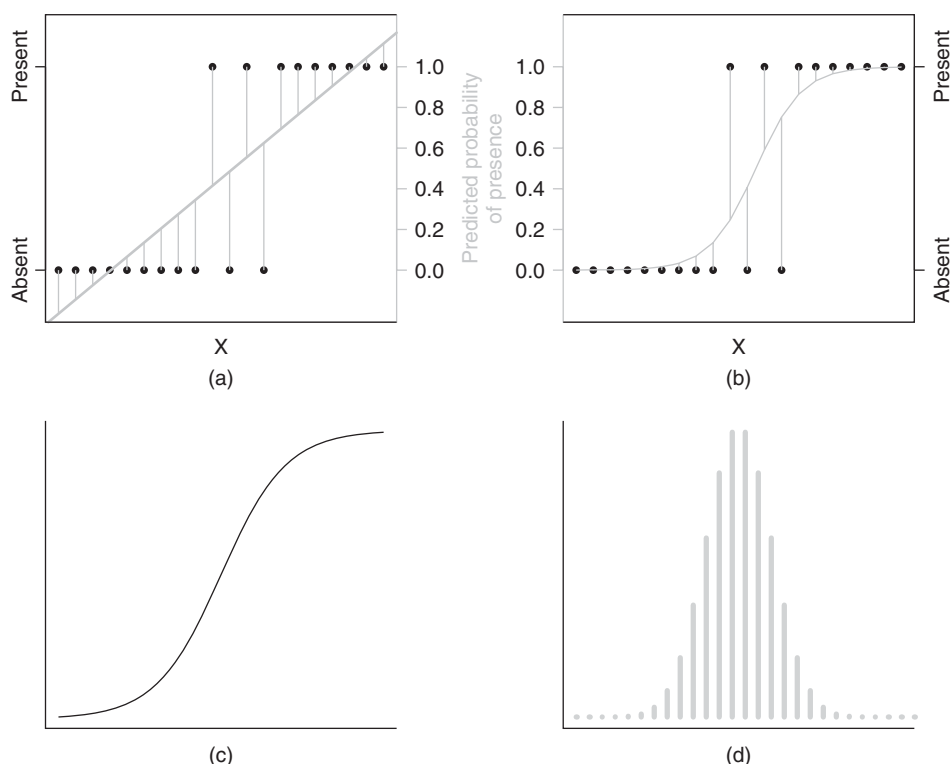 Present
Absent
1.0
0.8
0.6
0.4
0.2
0.0
Predicted probability
of presence
X
(a)
1.0
0.8
0.6
0.4
0.2
0.0
Present
Absent
X
(b)
(c)
(d)